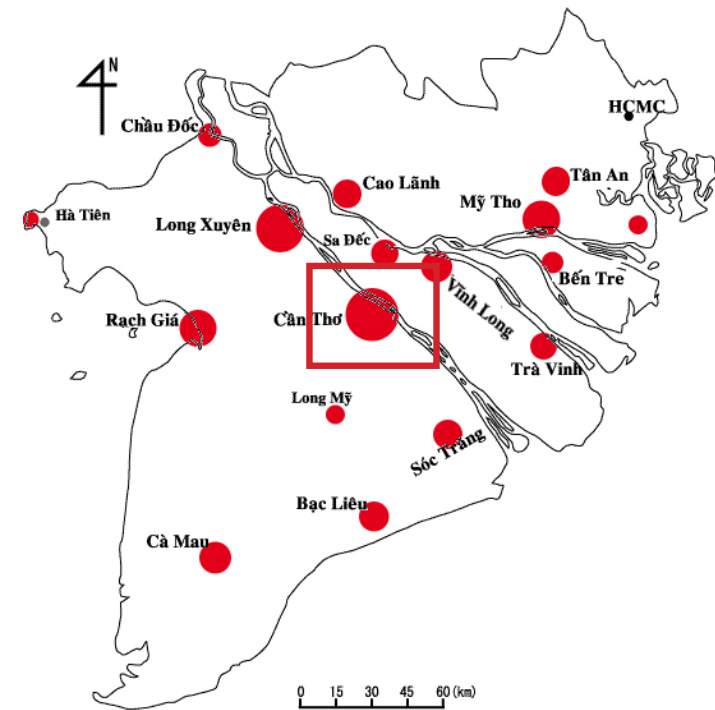 N
HCMC
Chầu Đốc
Tân An
Cao Lãnh
Mỹ Tho
Hà Tiên
Long Xuyên
Sa Đếc
Bến Tre
Vĩnh Long
Cần Thơ
Rạch Giá
Trà Vinh
Long Mỹ
Sóc Trăng
Bạc Liêu
Cà Mau
0 15 30 45 60 (km)